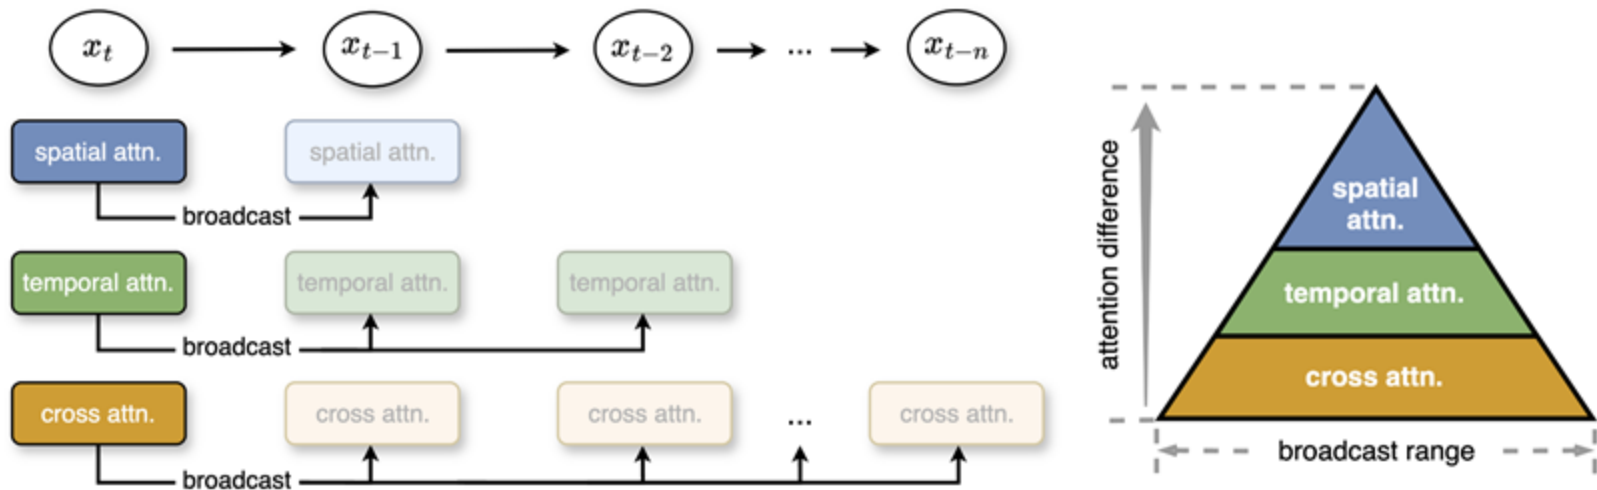 x_t x_{t-1} x_{t-2} ... x_{t-n}
spatial attn. spatial attn.
broadcast
temporal attn. temporal attn. temporal attn.
broadcast
cross attn. cross attn. cross attn. ... cross attn.
broadcast
attention difference
spatial
attn.
temporal attn.
cross attn.
broadcast range